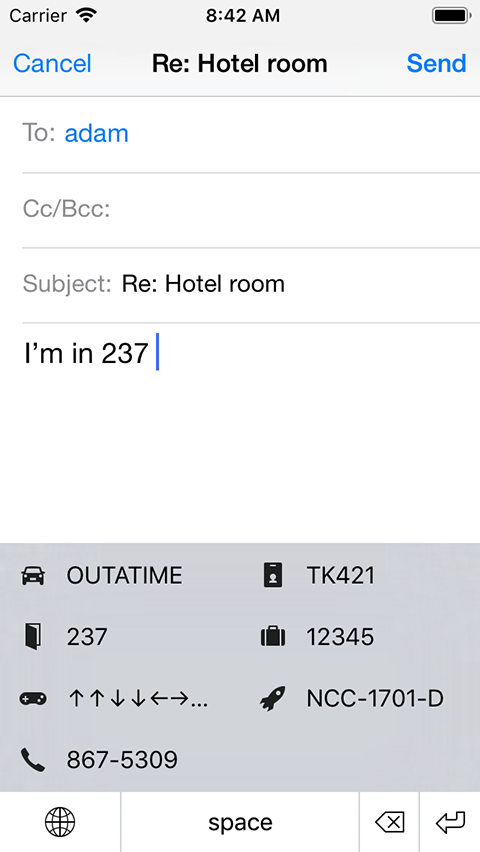 Carrier 8:42 AM
Cancel Re: Hotel room Send
To: adam
Cc/Bcc:
Subject: Re: Hotel room
I’m in 237
OUTATIME TK421
237 12345
↑↑↓↓←→... NCC-1701-D
867-5309
space